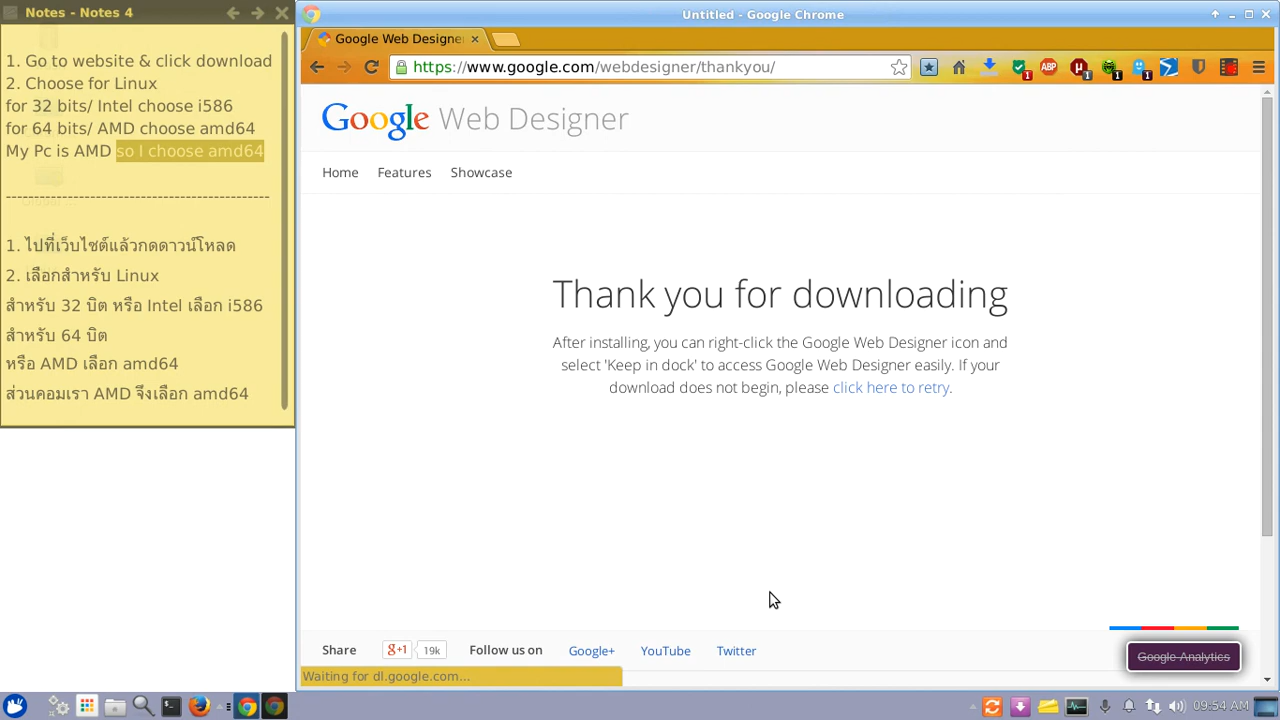 Notes - Notes 4
1. Go to website & click download
2. Choose for Linux
for 32 bits/ Intel choose i586
for 64 bits/ AMD choose amd64
My Pc is AMD so I choose amd64
---------------------------------------------
1. ไปที่เว็บไซต์แล้วกดดาวน์โหลด
2. เลือกสำหรับ Linux
สำหรับ 32 บิต หรือ Intel เลือก i586
สำหรับ 64 บิต
หรือ AMD เลือก amd64
ส่วนคอมเรา AMD จึงเลือก amd64
Untitled - Google Chrome
Google Web Designer
https://www.google.com/webdesigner/thankyou/
ABP
1
1
1
1
Google Web Designer
Home Features Showcase
Thank you for downloading
After installing, you can right-click the Google Web Designer icon and
select 'Keep in dock' to access Google Web Designer easily. If your
download does not begin, please click here to retry.
Share g+1 19k Follow us on Google+ YouTube Twitter
Google Analytics
Waiting for dl.google.com...
09:54 AM